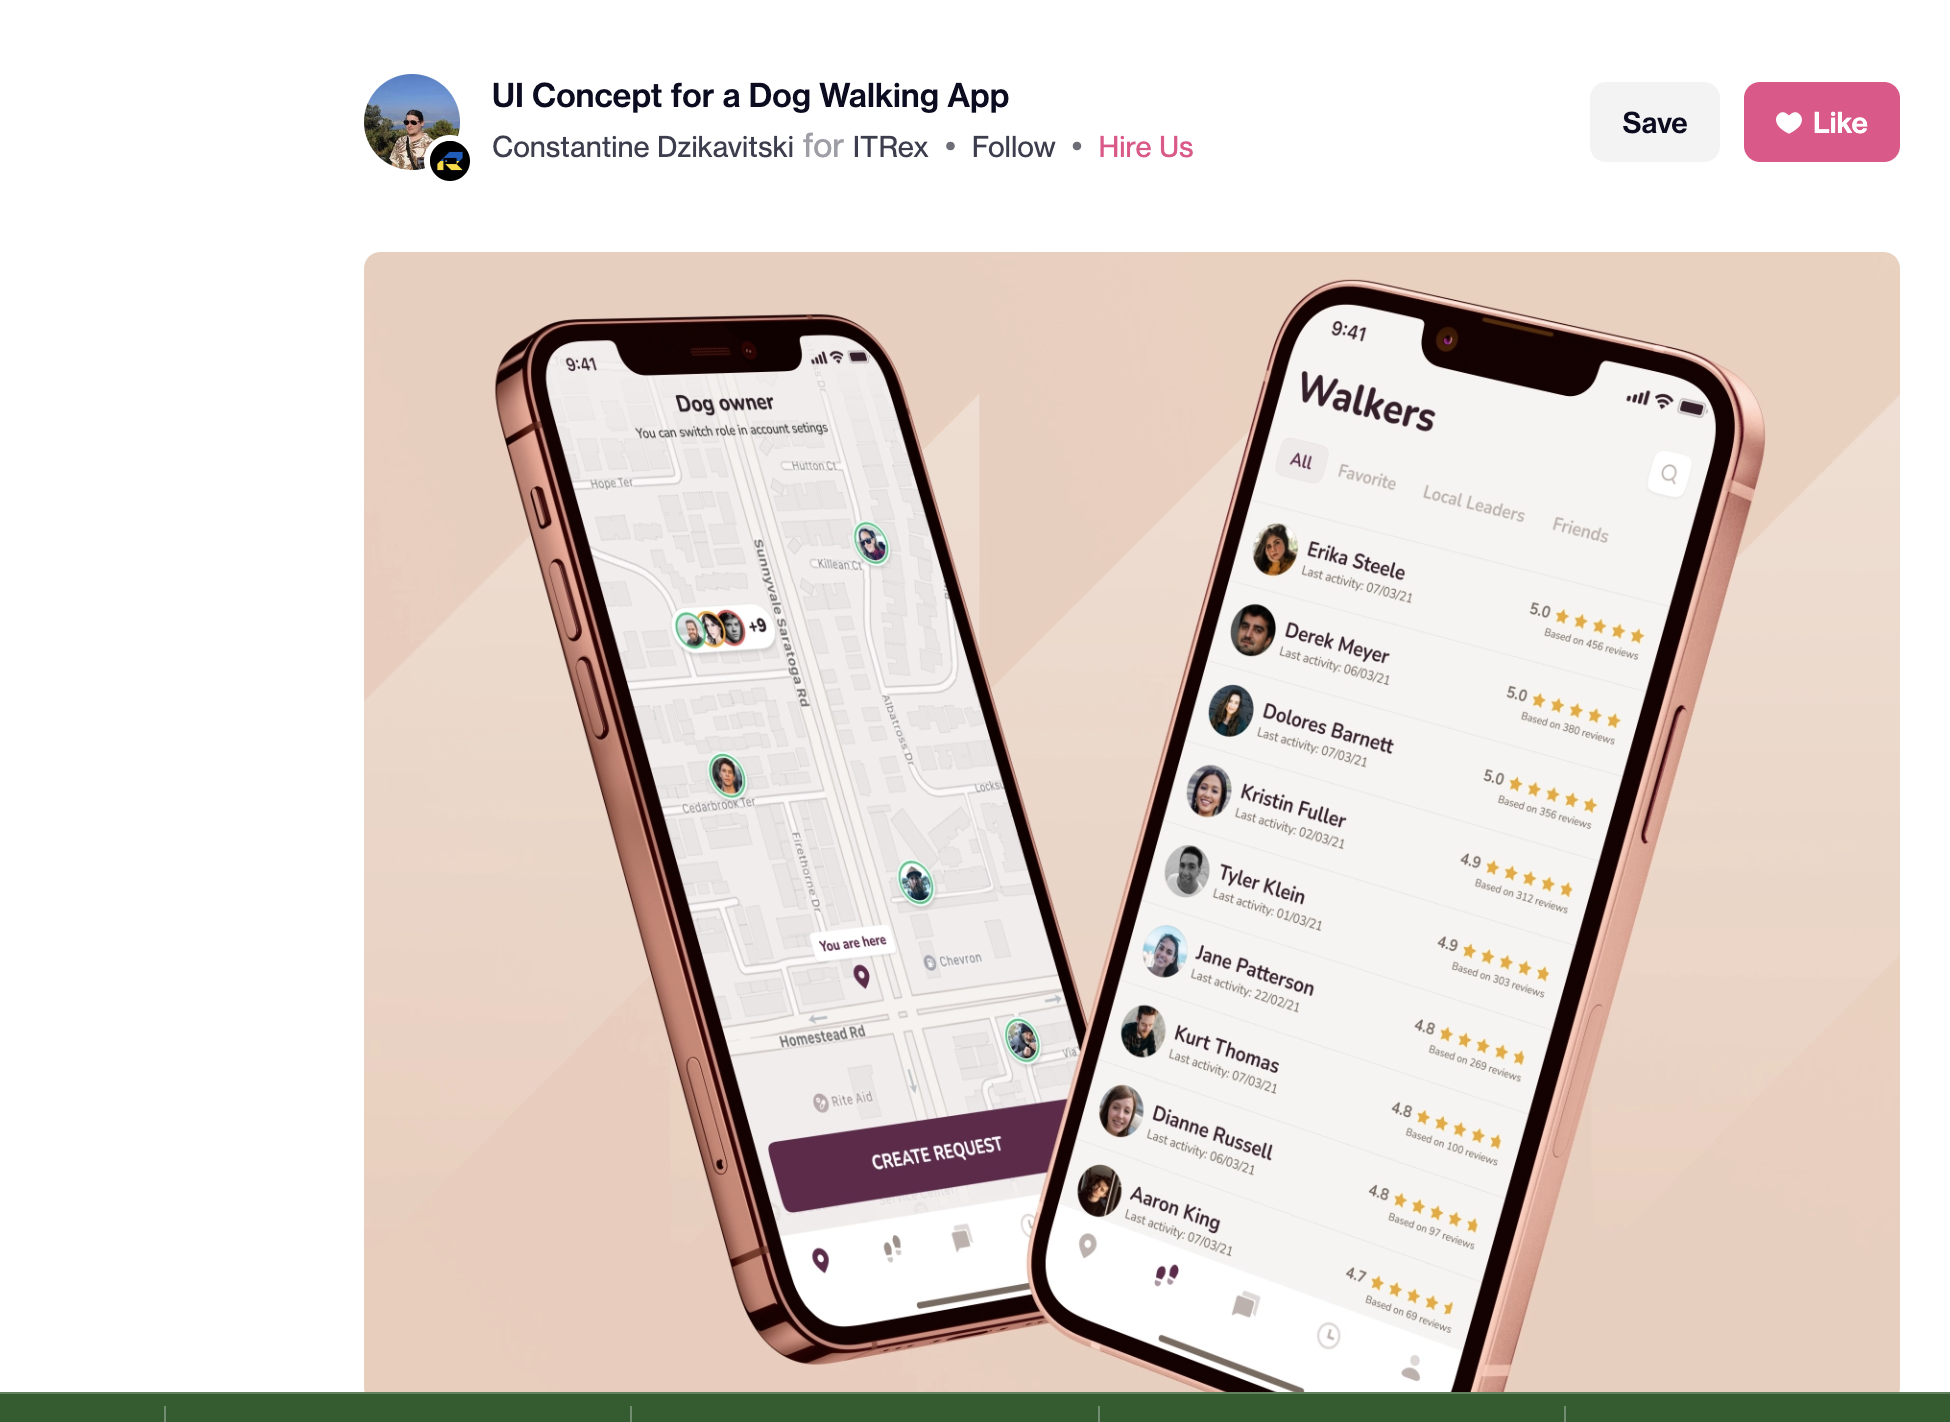 UI Concept for a Dog Walking App
Constantine Dzikavitski for ITRex • Follow • Hire Us
Save
Like
9:41
Dog owner
You can switch role in account setings
Hutton Ct
Hope Ter
Killean Ct
Sunnyvale Saratoga Rd
+9
Albatross Dr
Cedarbrook Ter
Firethorne Dr
You are here
Chevron
Homestead Rd
Via
Rite Aid
CREATE REQUEST
9:41
Walkers
All
Favorite
Local Leaders
Friends
Erika Steele
Last activity: 07/03/21
5.0
Based on 456 reviews
Derek Meyer
Last activity: 06/03/21
5.0
Based on 380 reviews
Dolores Barnett
Last activity: 07/03/21
5.0
Based on 356 reviews
Kristin Fuller
Last activity: 02/03/21
4.9
Based on 312 reviews
Tyler Klein
Last activity: 01/03/21
4.9
Based on 303 reviews
Jane Patterson
Last activity: 22/02/21
4.8
Based on 269 reviews
Kurt Thomas
Last activity: 07/03/21
4.8
Based on 100 reviews
Dianne Russell
Last activity: 06/03/21
4.8
Based on 97 reviews
Aaron King
Last activity: 07/03/21
4.7
Based on 69 reviews